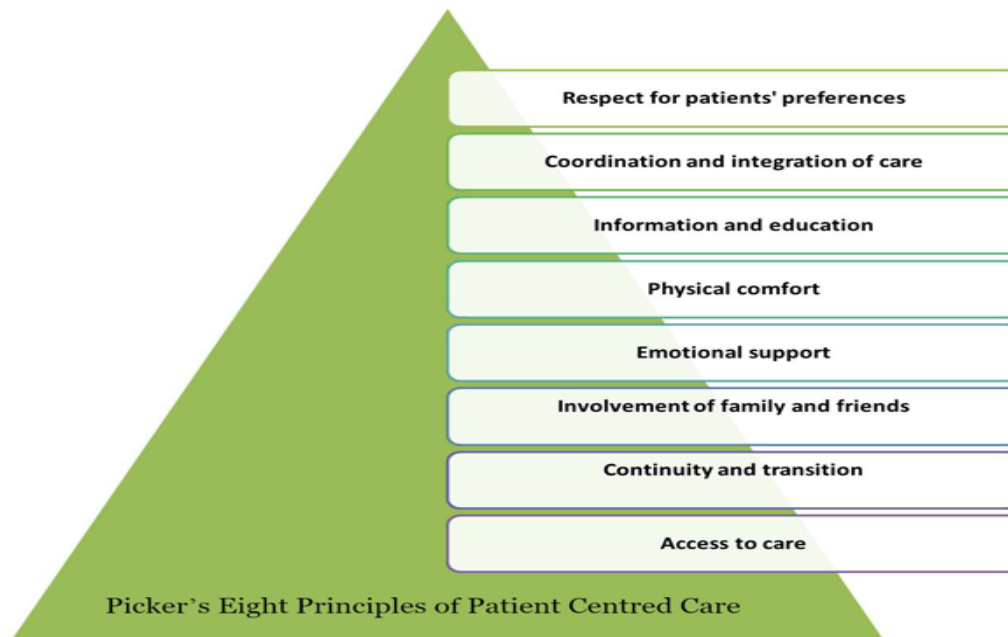 Respect for patients' preferences
Coordination and integration of care
Information and education
Physical comfort
Emotional support
Involvement of family and friends
Continuity and transition
Access to care
Picker’s Eight Principles of Patient Centred Care